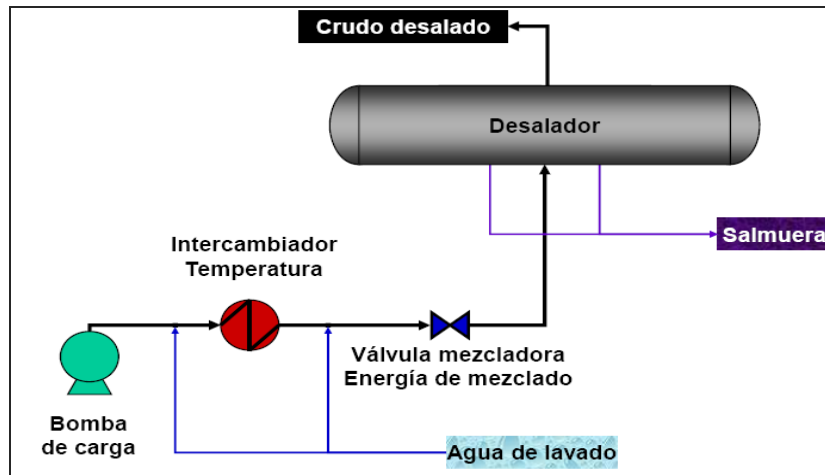 Crudo desalado
Desalador
Salmuera
Intercambiador
Temperatura
Válvula mezcladora
Energía de mezclado
Bomba
de carga
Agua de lavado